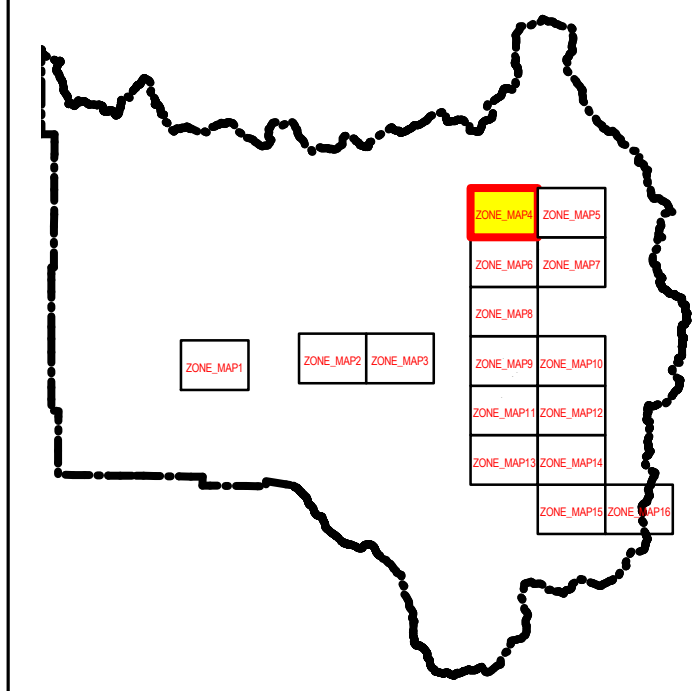 ZONE_MAP4 ZONE_MAP5
ZONE_MAP6 ZONE_MAP7
ZONE_MAP8
ZONE_MAP1 ZONE_MAP2 ZONE_MAP3 ZONE_MAP9 ZONE_MAP10
ZONE_MAP11 ZONE_MAP12
ZONE_MAP13 ZONE_MAP14
ZONE_MAP15 ZONE_MAP16